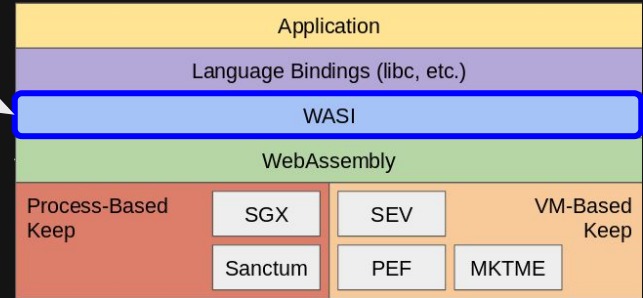 Application
Language Bindings (libc, etc.)
WASI
WebAssembly
Process-Based
Keep
SGX
Sanctum
SEV
PEF
MKTME
VM-Based
Keep